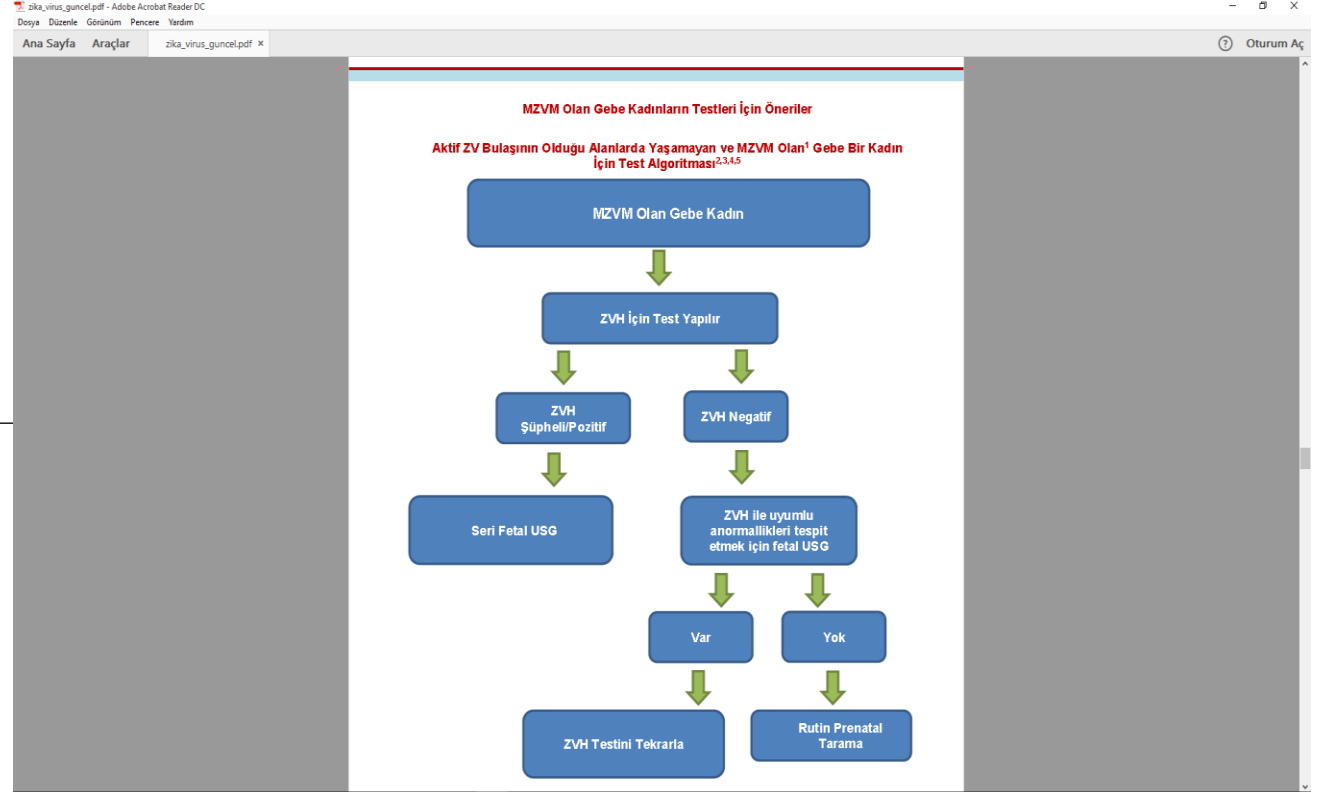 zika_virus_guncel.pdf - Adobe Acrobat Reader DC
Dosya Düzenle Görünüm Pencere Yardım
Ana Sayfa Araçlar zika_virus_guncel.pdf × ? Oturum Aç
MZVM Olan Gebe Kadınların Testleri İçin Öneriler
Aktif ZV Bulaşının Olduğu Alanlarda Yaşamayan ve MZVM Olan¹ Gebe Bir Kadın
İçin Test Algoritması²,³,⁴,⁵
MZVM Olan Gebe Kadın
ZVH İçin Test Yapılır
ZVH
Şüpheli/Pozitif
ZVH Negatif
Seri Fetal USG
ZVH ile uyumlu
anormallikleri tespit
etmek için fetal USG
Var
Yok
ZVH Testini Tekrarla
Rutin Prenatal
Tarama